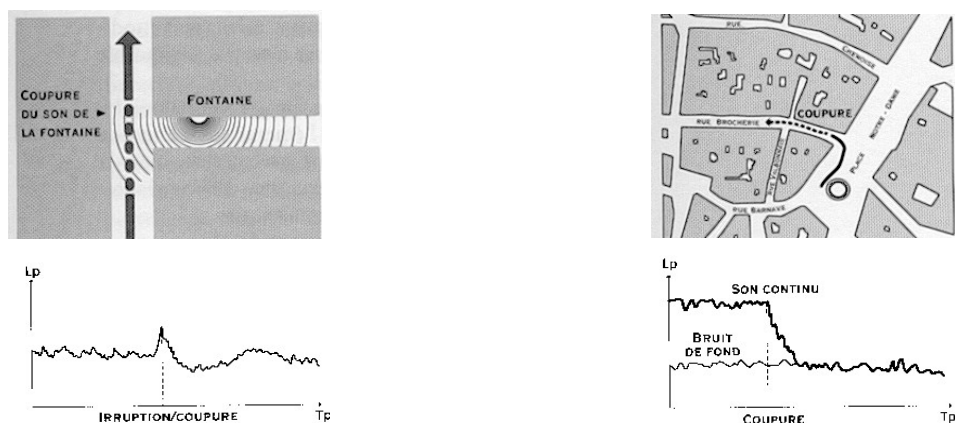 COUPURE
DU SON DE
LA FONTAINE
FONTAINE
Lp
IRRUPTION/COUPURE
Tp
RUE
CHENOISE
COUPURE
RUE BROCHERIE
PLACE NOTRE-DAME
RUE BARNAVE
Lp
SON CONTINU
BRUIT
DE FOND
COUPURE
Tp